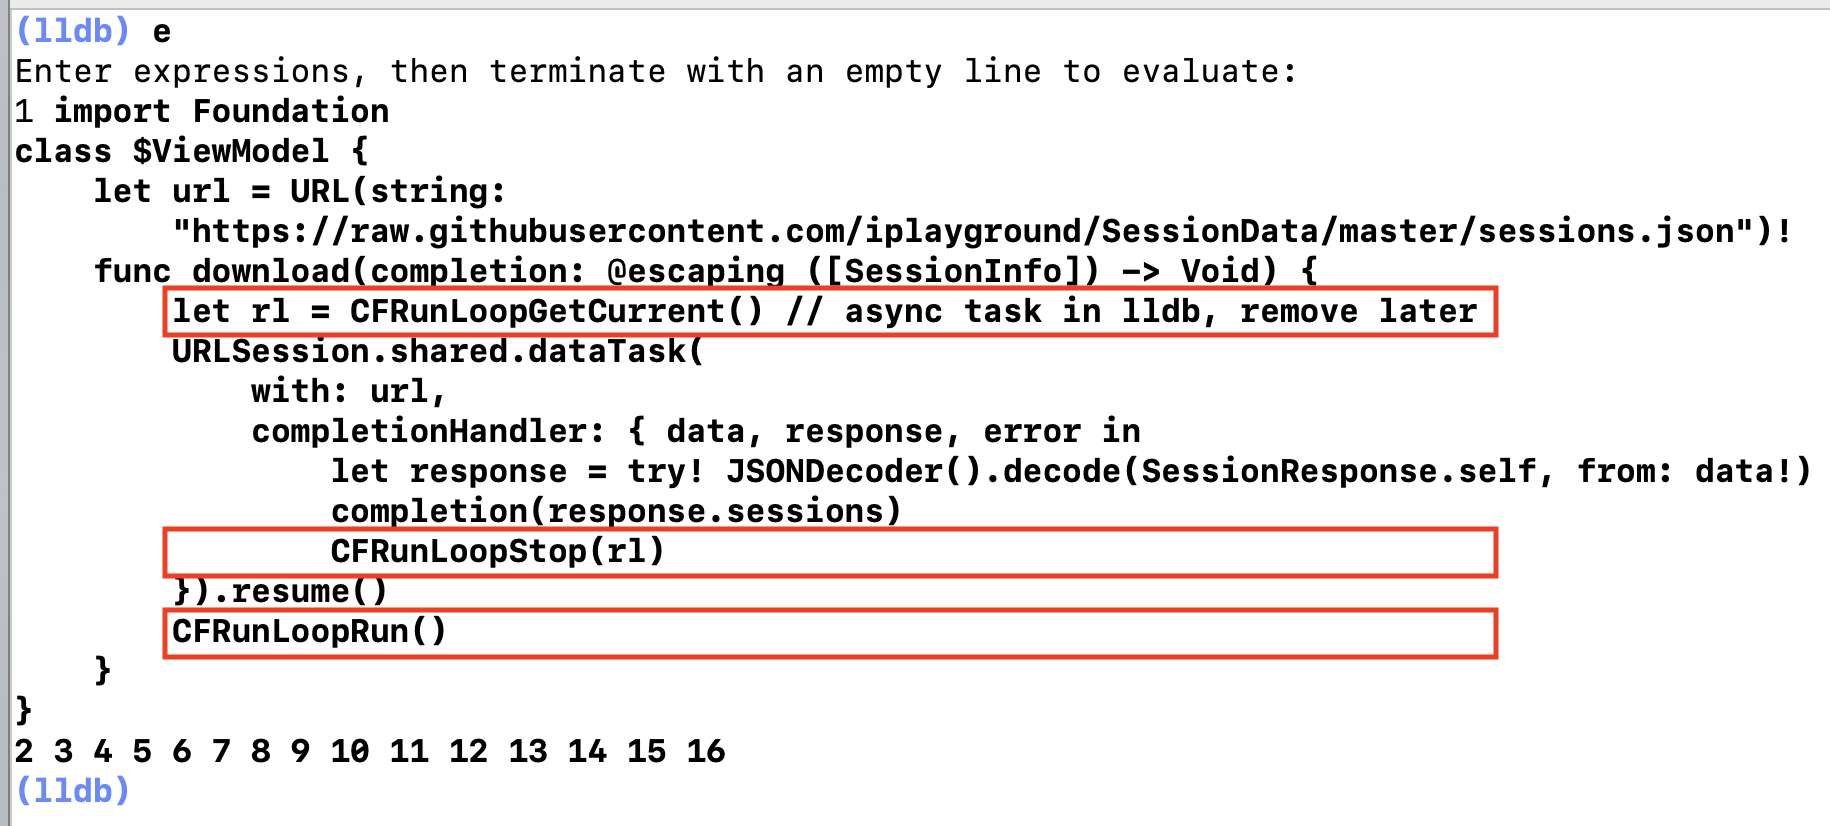 (lldb) e
Enter expressions, then terminate with an empty line to evaluate:
1 import Foundation
class $ViewModel {
    let url = URL(string:
        "https://raw.githubusercontent.com/iplayground/SessionData/master/sessions.json")!
    func download(completion: @escaping ([SessionInfo]) -> Void) {
        let rl = CFRunLoopGetCurrent() // async task in lldb, remove later
        URLSession.shared.dataTask(
            with: url,
            completionHandler: { data, response, error in
                let response = try! JSONDecoder().decode(SessionResponse.self, from: data!)
                completion(response.sessions)
                CFRunLoopStop(rl)
        }).resume()
        CFRunLoopRun()
    }
}
2 3 4 5 6 7 8 9 10 11 12 13 14 15 16
(lldb)